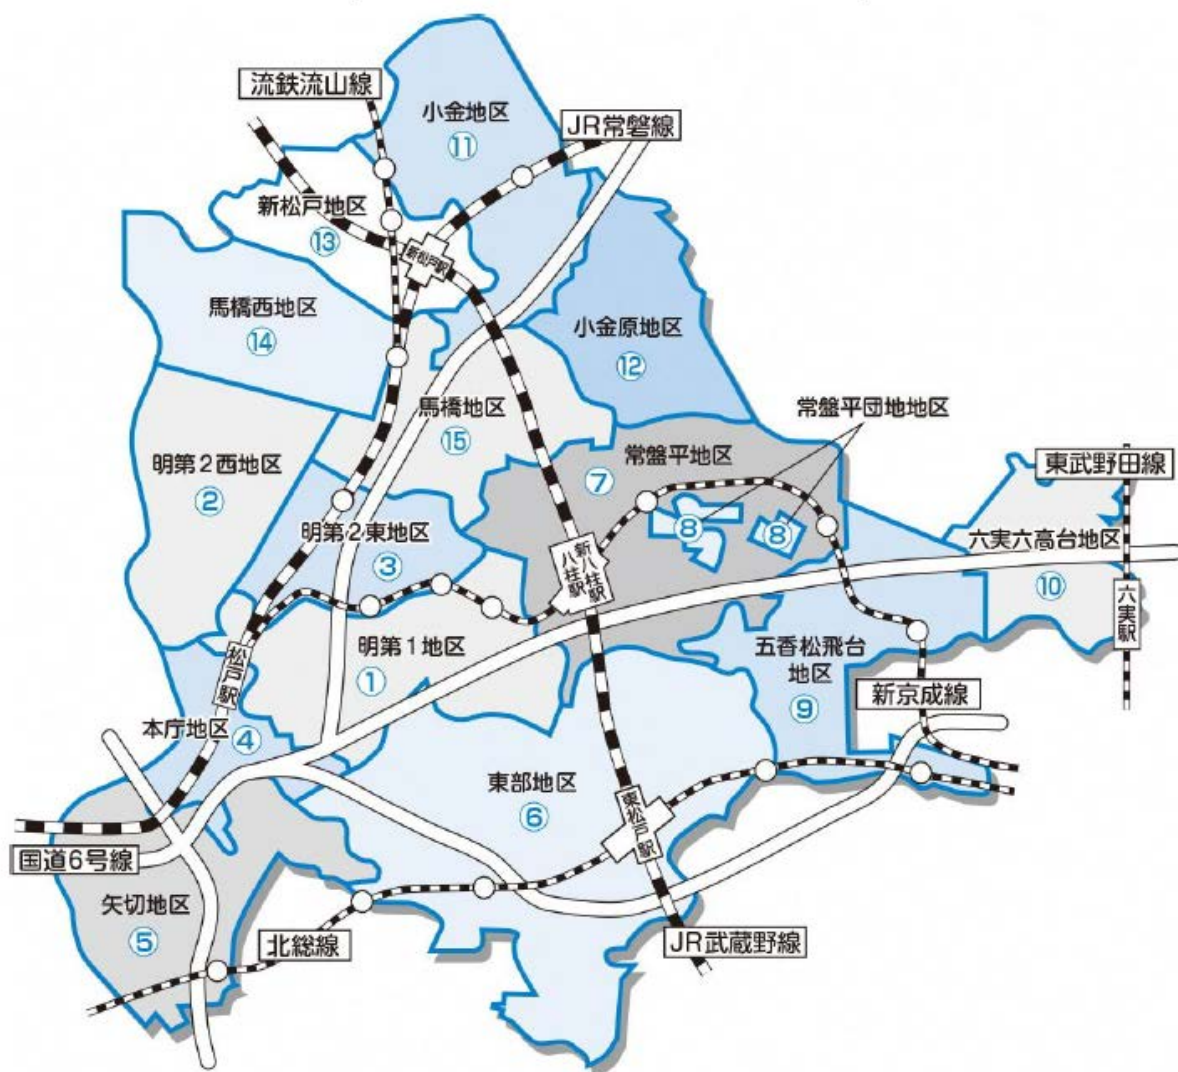 流鉄流山線
小金地区
⑪
JR常磐線
新松戸地区
⑬
新松戸駅
馬橋西地区
⑭
小金原地区
⑫
馬橋地区
⑮
常盤平団地地区
明第2西地区
②
常盤平地区
⑦
東武野田線
明第2東地区
③
⑧
⑧
新八柱駅
八柱駅
六実六高台地区
⑩
六実駅
明第1地区
①
松戸駅
五香松飛台
地区
⑨
新京成線
本庁地区
④
東部地区
⑥
東松戸駅
国道6号線
矢切地区
⑤
北総線
JR武蔵野線